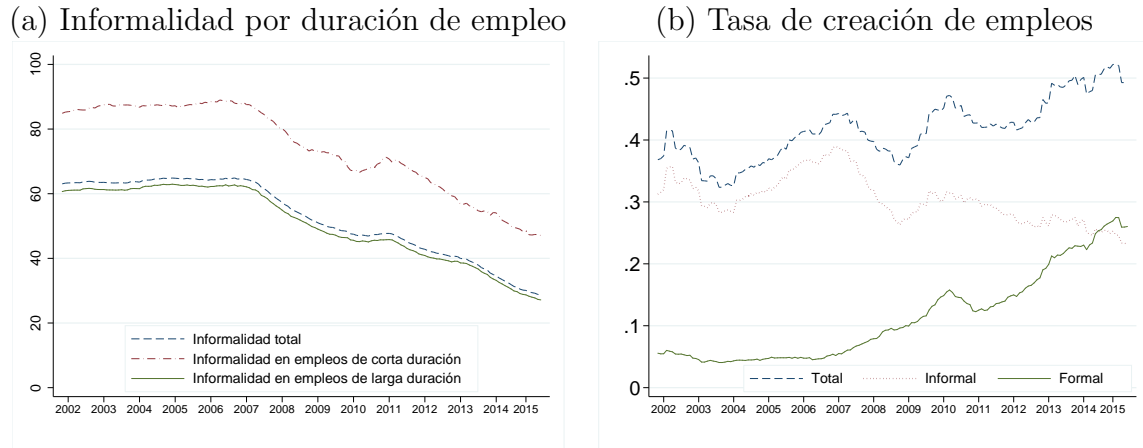 (a) Informalidad por duración de empleo
100
80
60
40
20
0
Informalidad total
Informalidad en empleos de corta duración
Informalidad en empleos de larga duración
2002 2003 2004 2005 2006 2007 2008 2009 2010 2011 2012 2013 2014 2015
(b) Tasa de creación de empleos
.5
.4
.3
.2
.1
0
Total Informal Formal
2002 2003 2004 2005 2006 2007 2008 2009 2010 2011 2012 2013 2014 2015